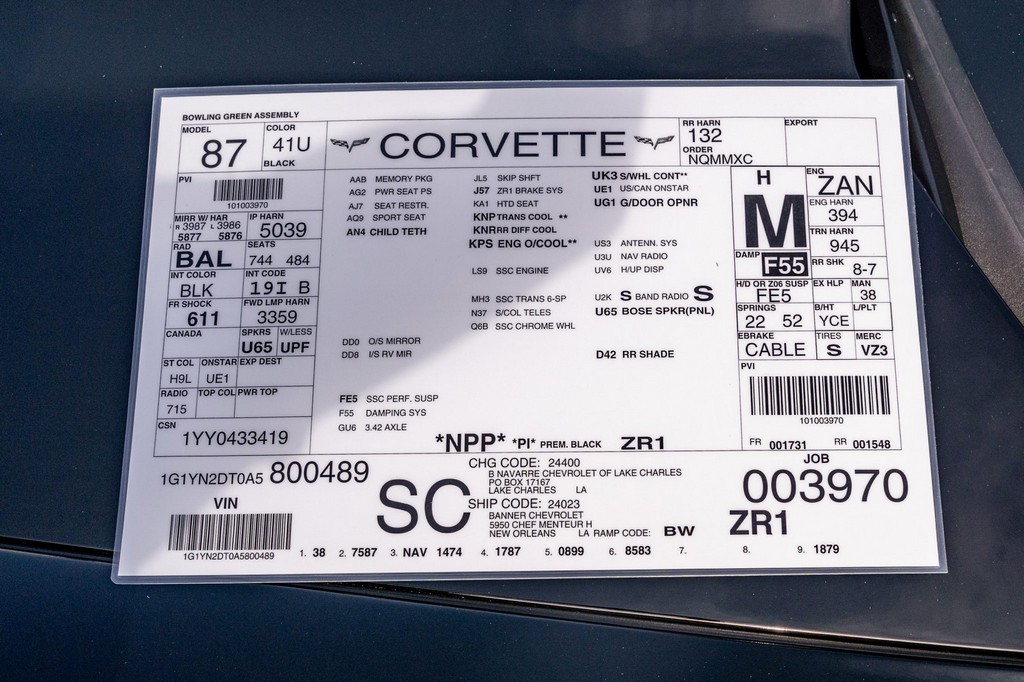 BOWLING GREEN ASSEMBLY
MODEL
87
COLOR
41U
BLACK
CORVETTE
RR HARN
132
ORDER
NQMMXC
EXPORT
PVI
101003970
MIRR W/ HAR
R 3987 L 3986
5877 5876
IP HARN
5039
RAD
BAL
SEATS
744 484
INT COLOR
BLK
INT CODE
19I B
FR SHOCK
611
FWD LMP HARN
3359
CANADA
SPKRS
U65
W/LESS
UPF
ST COL
H9L
ONSTAR
UE1
EXP DEST
RADIO
715
TOP COL
PWR TOP
CSN
1YY0433419
AAB MEMORY PKG
AG2 PWR SEAT PS
AJ7 SEAT RESTR.
AQ9 SPORT SEAT
AN4 CHILD TETH
DD0 O/S MIRROR
DD8 I/S RV MIR
FE5 SSC PERF. SUSP
F55 DAMPING SYS
GU6 3.42 AXLE
JL5 SKIP SHFT
J57 ZR1 BRAKE SYS
KA1 HTD SEAT
KNP TRANS COOL **
KNR RR DIFF COOL
KPS ENG O/COOL**
LS9 SSC ENGINE
MH3 SSC TRANS 6-SP
N37 S/COL TELES
Q6B SSC CHROME WHL
UK3 S/WHL CONT**
UE1 US/CAN ONSTAR
UG1 G/DOOR OPNR
US3 ANTENN. SYS
U3U NAV RADIO
UV6 H/UP DISP
U2K S BAND RADIO S
U65 BOSE SPKR(PNL)
D42 RR SHADE
*NPP* *PI* PREM. BLACK ZR1
H
M
DAMP F55
ENG
ZAN
ENG HARN
394
TRN HARN
945
RR SHK
8-7
H/D OR Z06 SUSP
FE5
EX HLP
MAN
38
SPRINGS
22 52
B/HT
YCE
L/PLT
EBRAKE
CABLE
TIRES
S
MERC
VZ3
PVI
101003970
FR 001731 RR 001548
1G1YN2DT0A5 800489
VIN
1G1YN2DT0A5800489
SC
CHG CODE: 24400
B NAVARRE CHEVROLET OF LAKE CHARLES
PO BOX 17167
LAKE CHARLES LA
SHIP CODE: 24023
BANNER CHEVROLET
5950 CHEF MENTEUR H
NEW ORLEANS LA RAMP CODE: BW
JOB
003970
ZR1
1. 38 2. 7587 3. NAV 1474 4. 1787 5. 0899 6. 8583 7. 8. 9. 1879